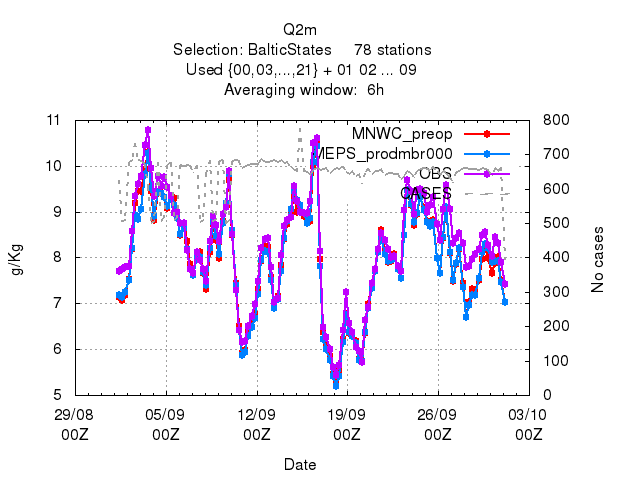 Q2m
Selection: BalticStates 78 stations
Used {00,03,...,21} + 01 02 ... 09
Averaging window: 6h
11 800
MNWC_preop 700
MEPS_prodmbr000
10 OBS 600
CASES
9 500
8 400
7 300
6 200
100
5 0
g/Kg
No cases
29/08 05/09 12/09 19/09 26/09 03/10
00Z 00Z 00Z 00Z 00Z 00Z
Date